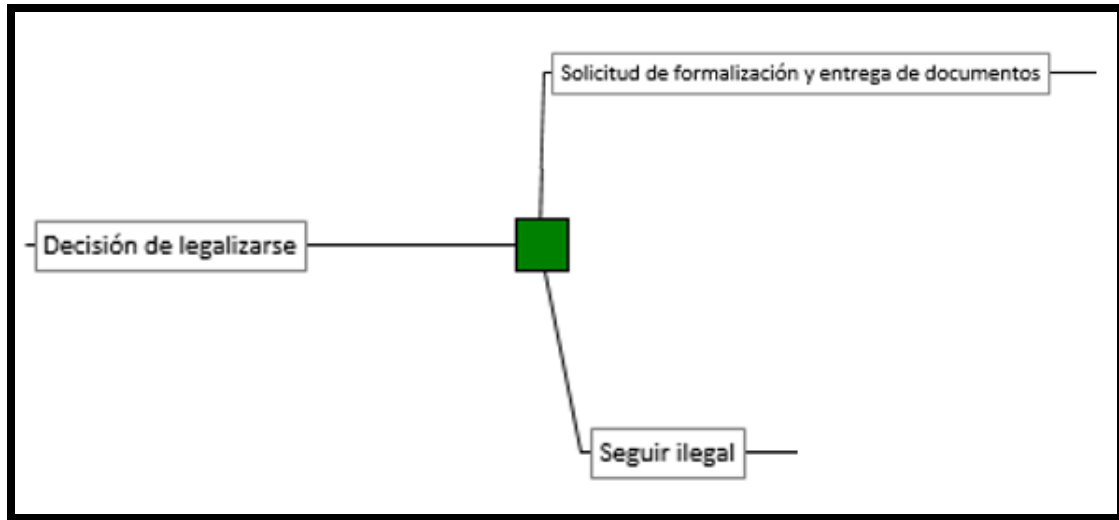 Solicitud de formalización y entrega de documentos
Decisión de legalizarse
Seguir ilegal